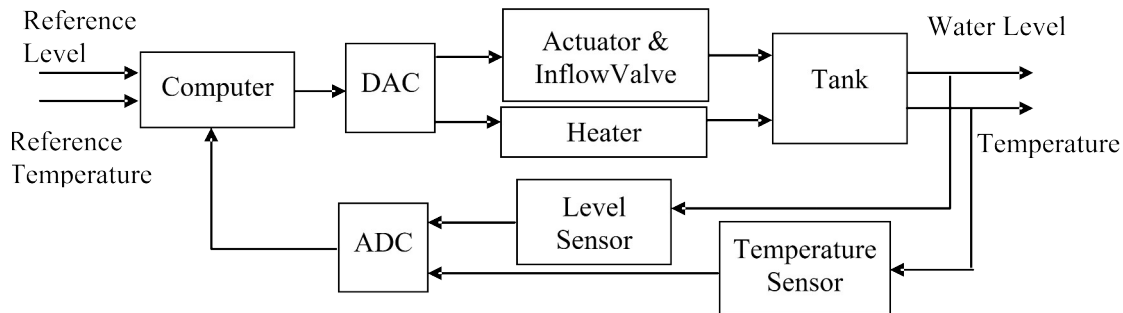 Reference
Level
Water Level
Actuator &
InflowValve
Computer
DAC
Tank
Heater
Reference
Temperature
Temperature
Level
Sensor
ADC
Temperature
Sensor